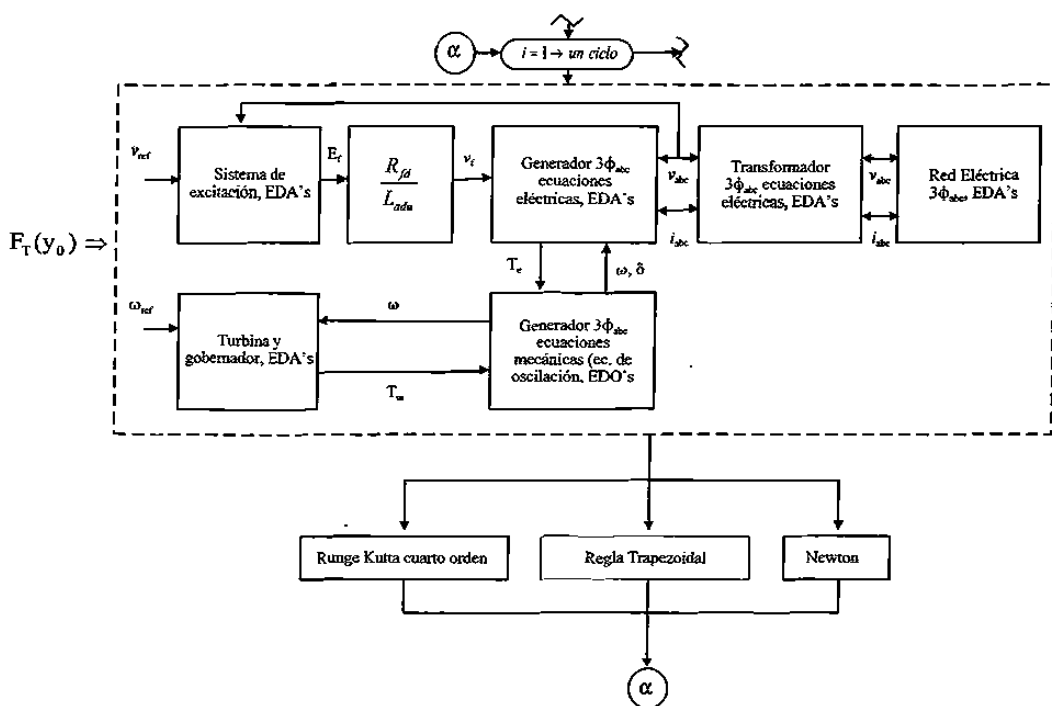 α
i = 1 → un ciclo
v_ref
Sistema de
excitación, EDA's
E_f
R_fd
L_adu
v_f
Generador 3ϕ_abc
ecuaciones
eléctricas, EDA's
v_abc
i_abc
Transformador
3ϕ_abc ecuaciones
eléctricas, EDA's
v_abc
i_abc
Red Eléctrica
3ϕ_abc, EDA's
F_T(y_0) ⇒
T_e
ω, δ
ω_ref
Turbina y
gobernador, EDA's
ω
T_m
Generador 3ϕ_abc
ecuaciones
mecánicas (ec. de
oscilación, EDO's
Runge Kutta cuarto orden
Regla Trapezoidal
Newton
α